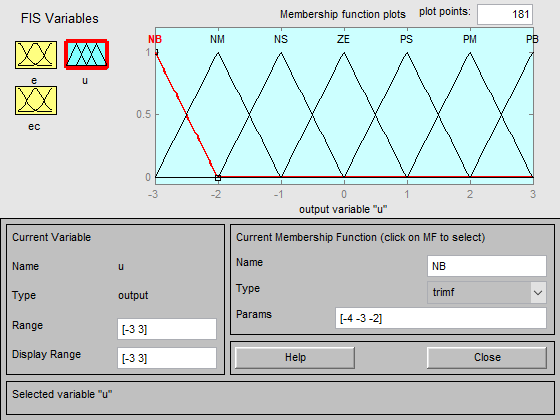 FIS Variables
Membership function plots plot points: 181
e u
ec
NB NM NS ZE PS PM PB
1
0.5
0
-3 -2 -1 0 1 2 3
output variable "u"
Current Variable
Name u
Type output
Range [-3 3]
Display Range [-3 3]
Current Membership Function (click on MF to select)
Name NB
Type trimf
Params [-4 -3 -2]
Help Close
Selected variable "u"